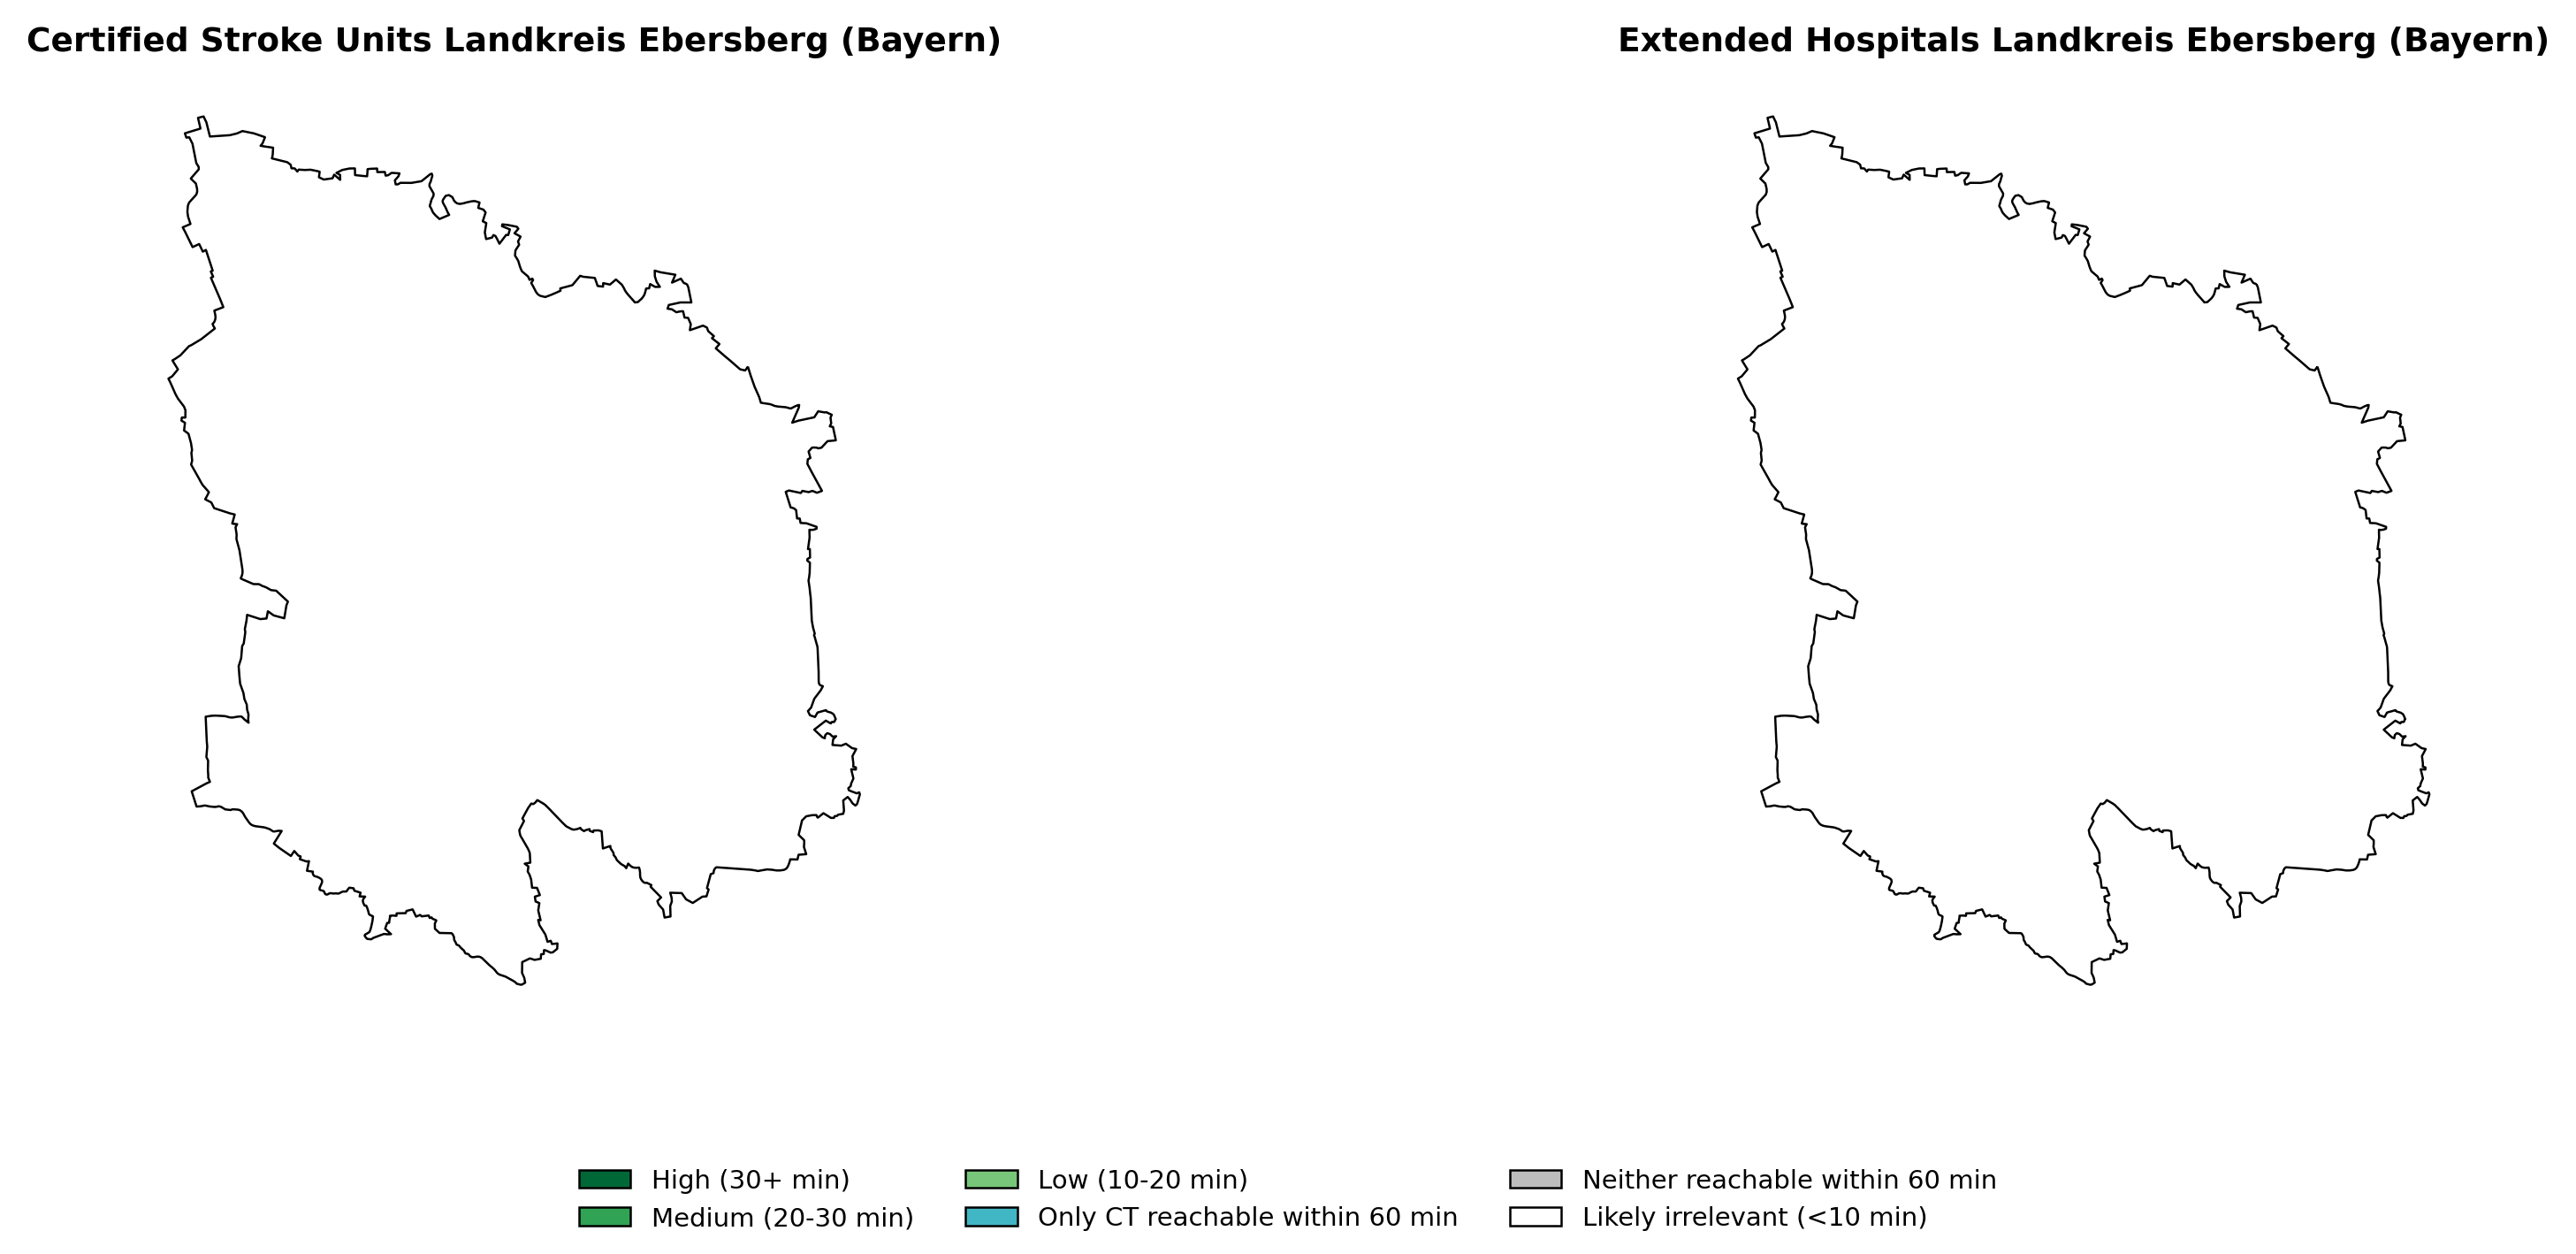 Certified Stroke Units Landkreis Ebersberg (Bayern)
Extended Hospitals Landkreis Ebersberg (Bayern)
High (30+ min)
Medium (20-30 min)
Low (10-20 min)
Only CT reachable within 60 min
Neither reachable within 60 min
Likely irrelevant (<10 min)